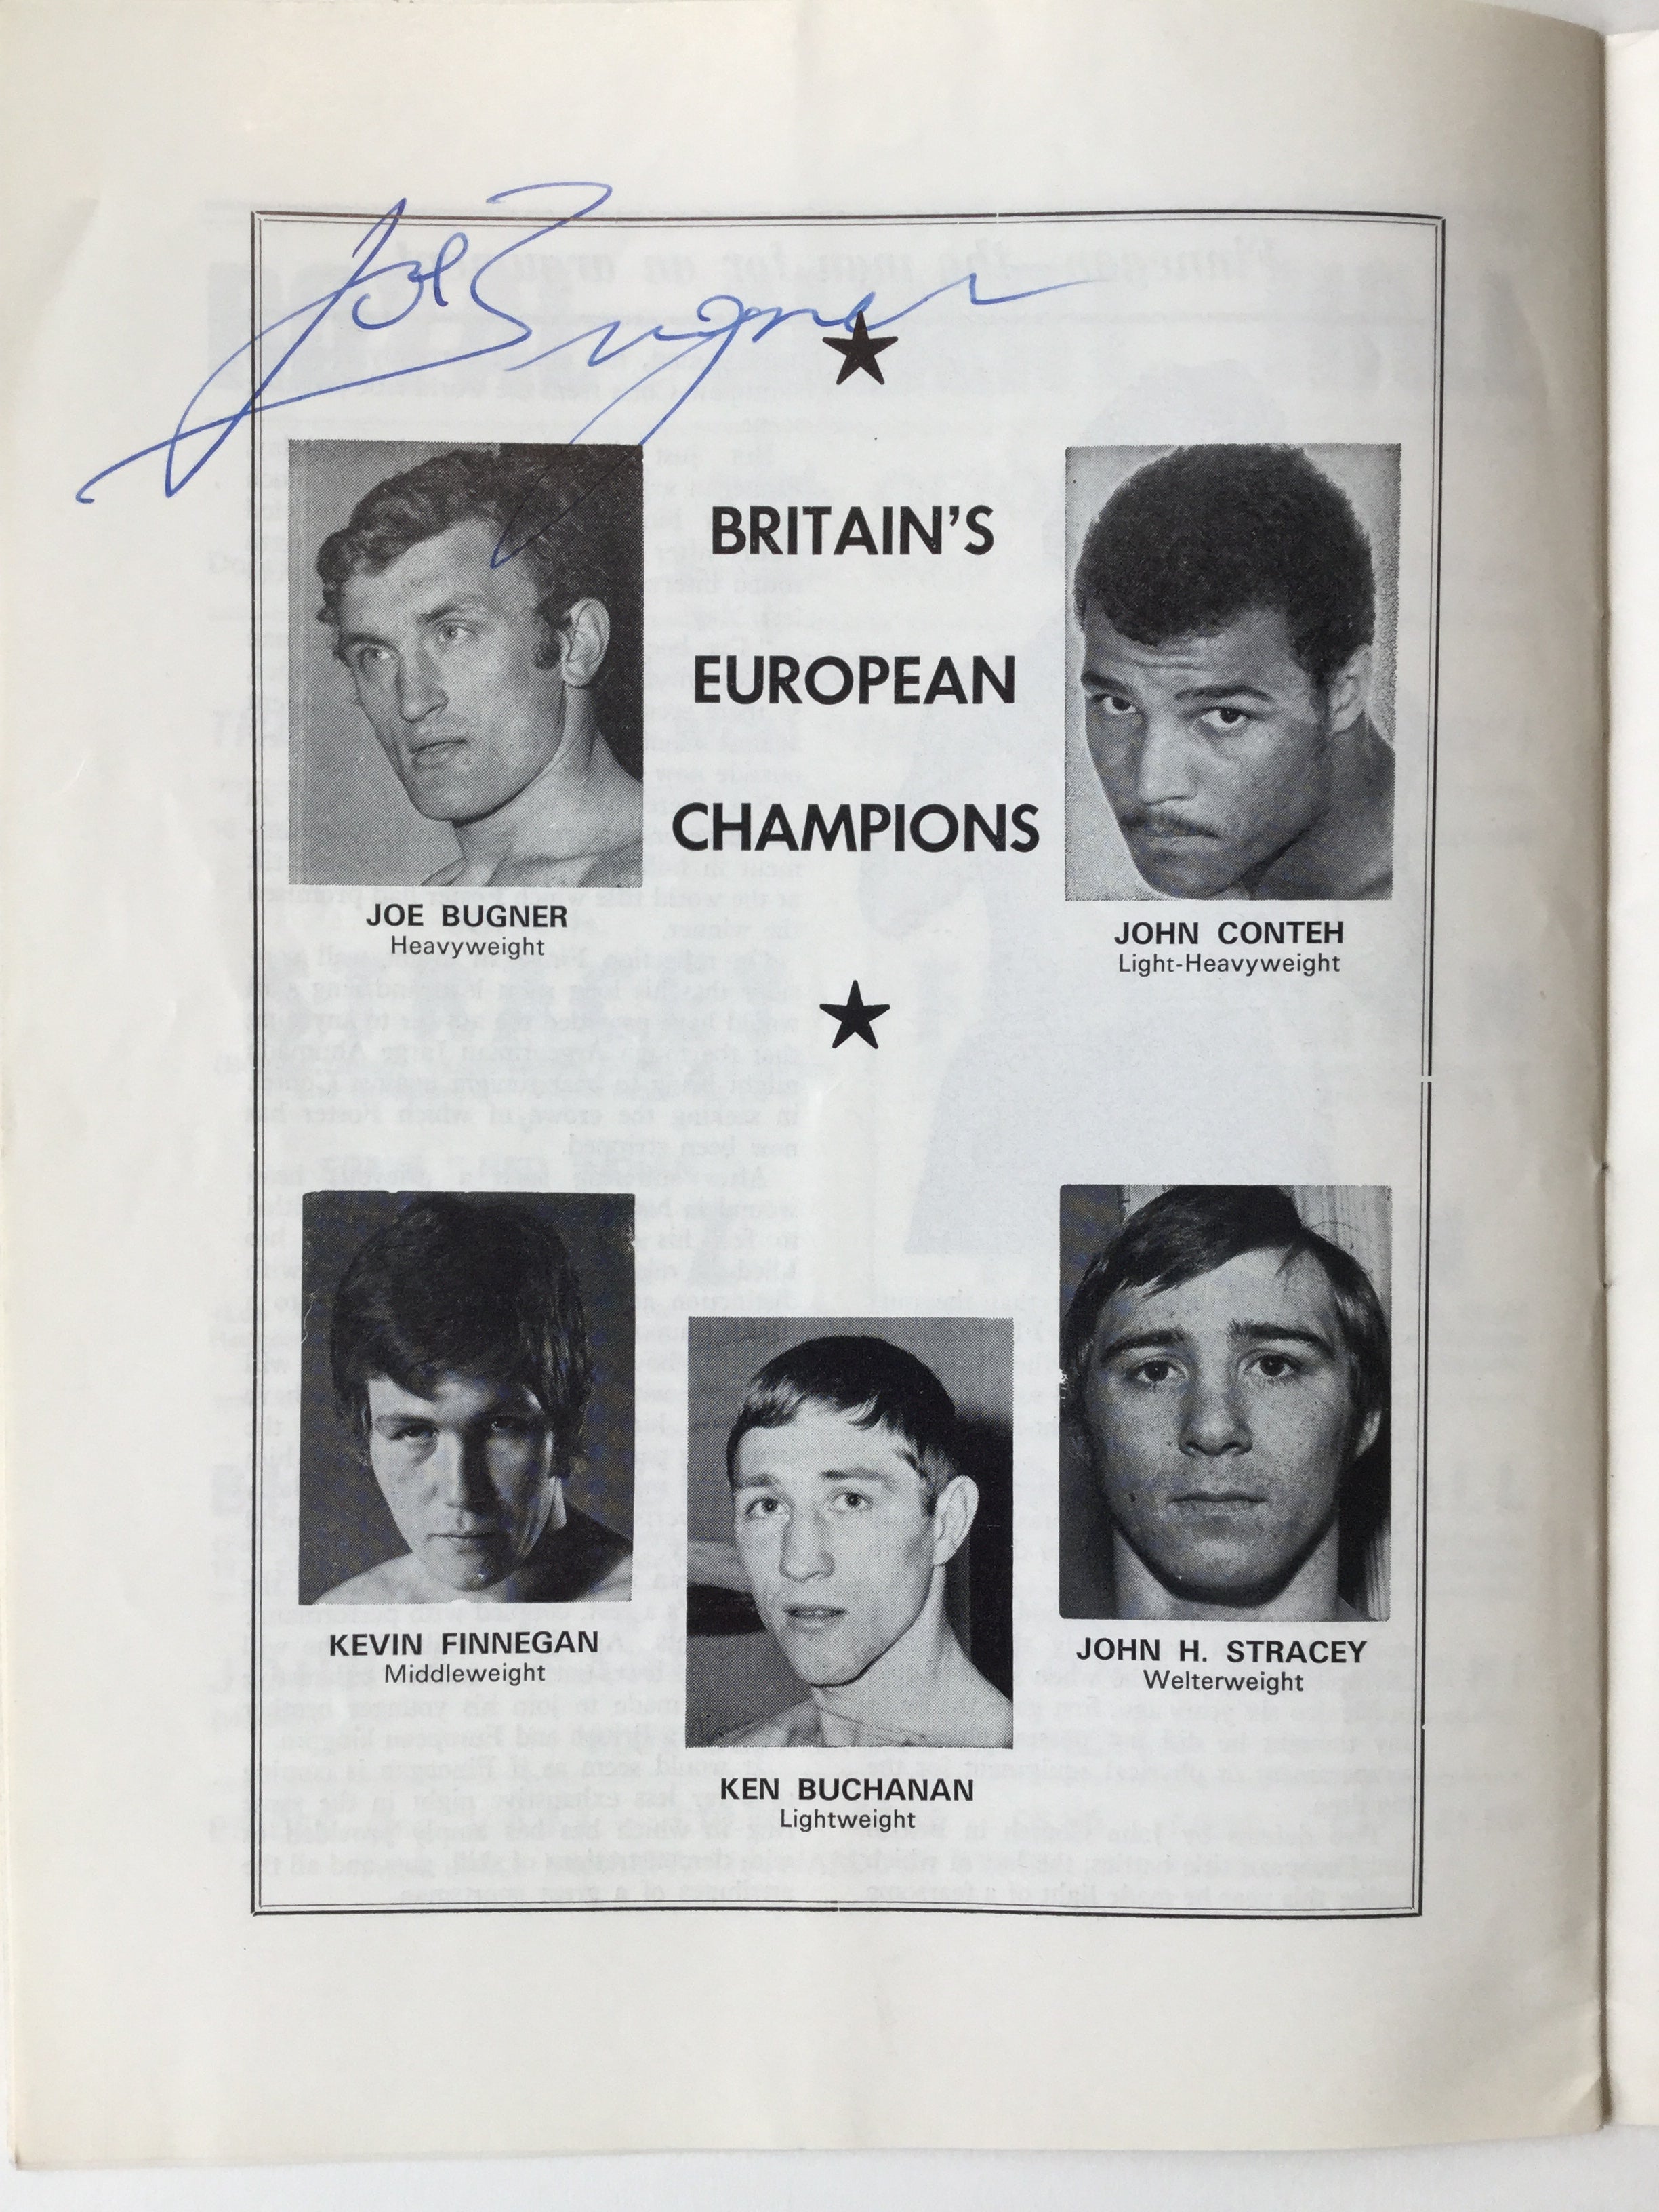 Joe Bugner
BRITAIN'S
EUROPEAN
CHAMPIONS
JOE BUGNER
Heavyweight
JOHN CONTEH
Light-Heavyweight
KEVIN FINNEGAN
Middleweight
JOHN H. STRACEY
Welterweight
KEN BUCHANAN
Lightweight